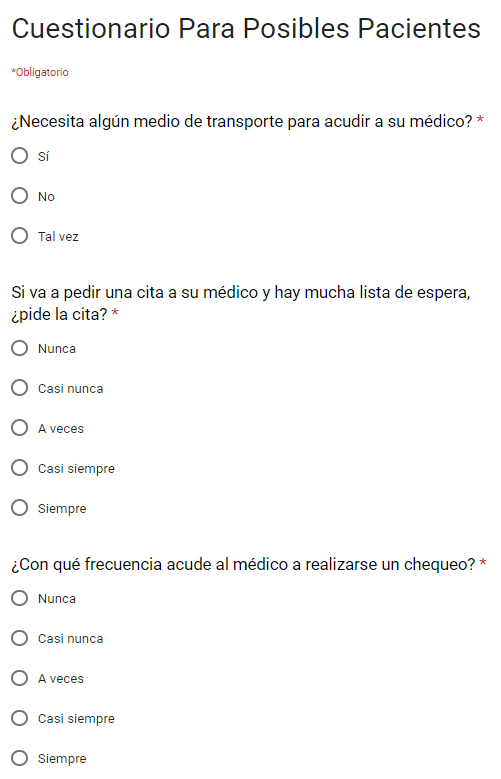 Cuestionario Para Posibles Pacientes
*Obligatorio
¿Necesita algún medio de transporte para acudir a su médico? *
Sí
No
Tal vez
Si va a pedir una cita a su médico y hay mucha lista de espera,
¿pide la cita? *
Nunca
Casi nunca
A veces
Casi siempre
Siempre
¿Con qué frecuencia acude al médico a realizarse un chequeo? *
Nunca
Casi nunca
A veces
Casi siempre
Siempre